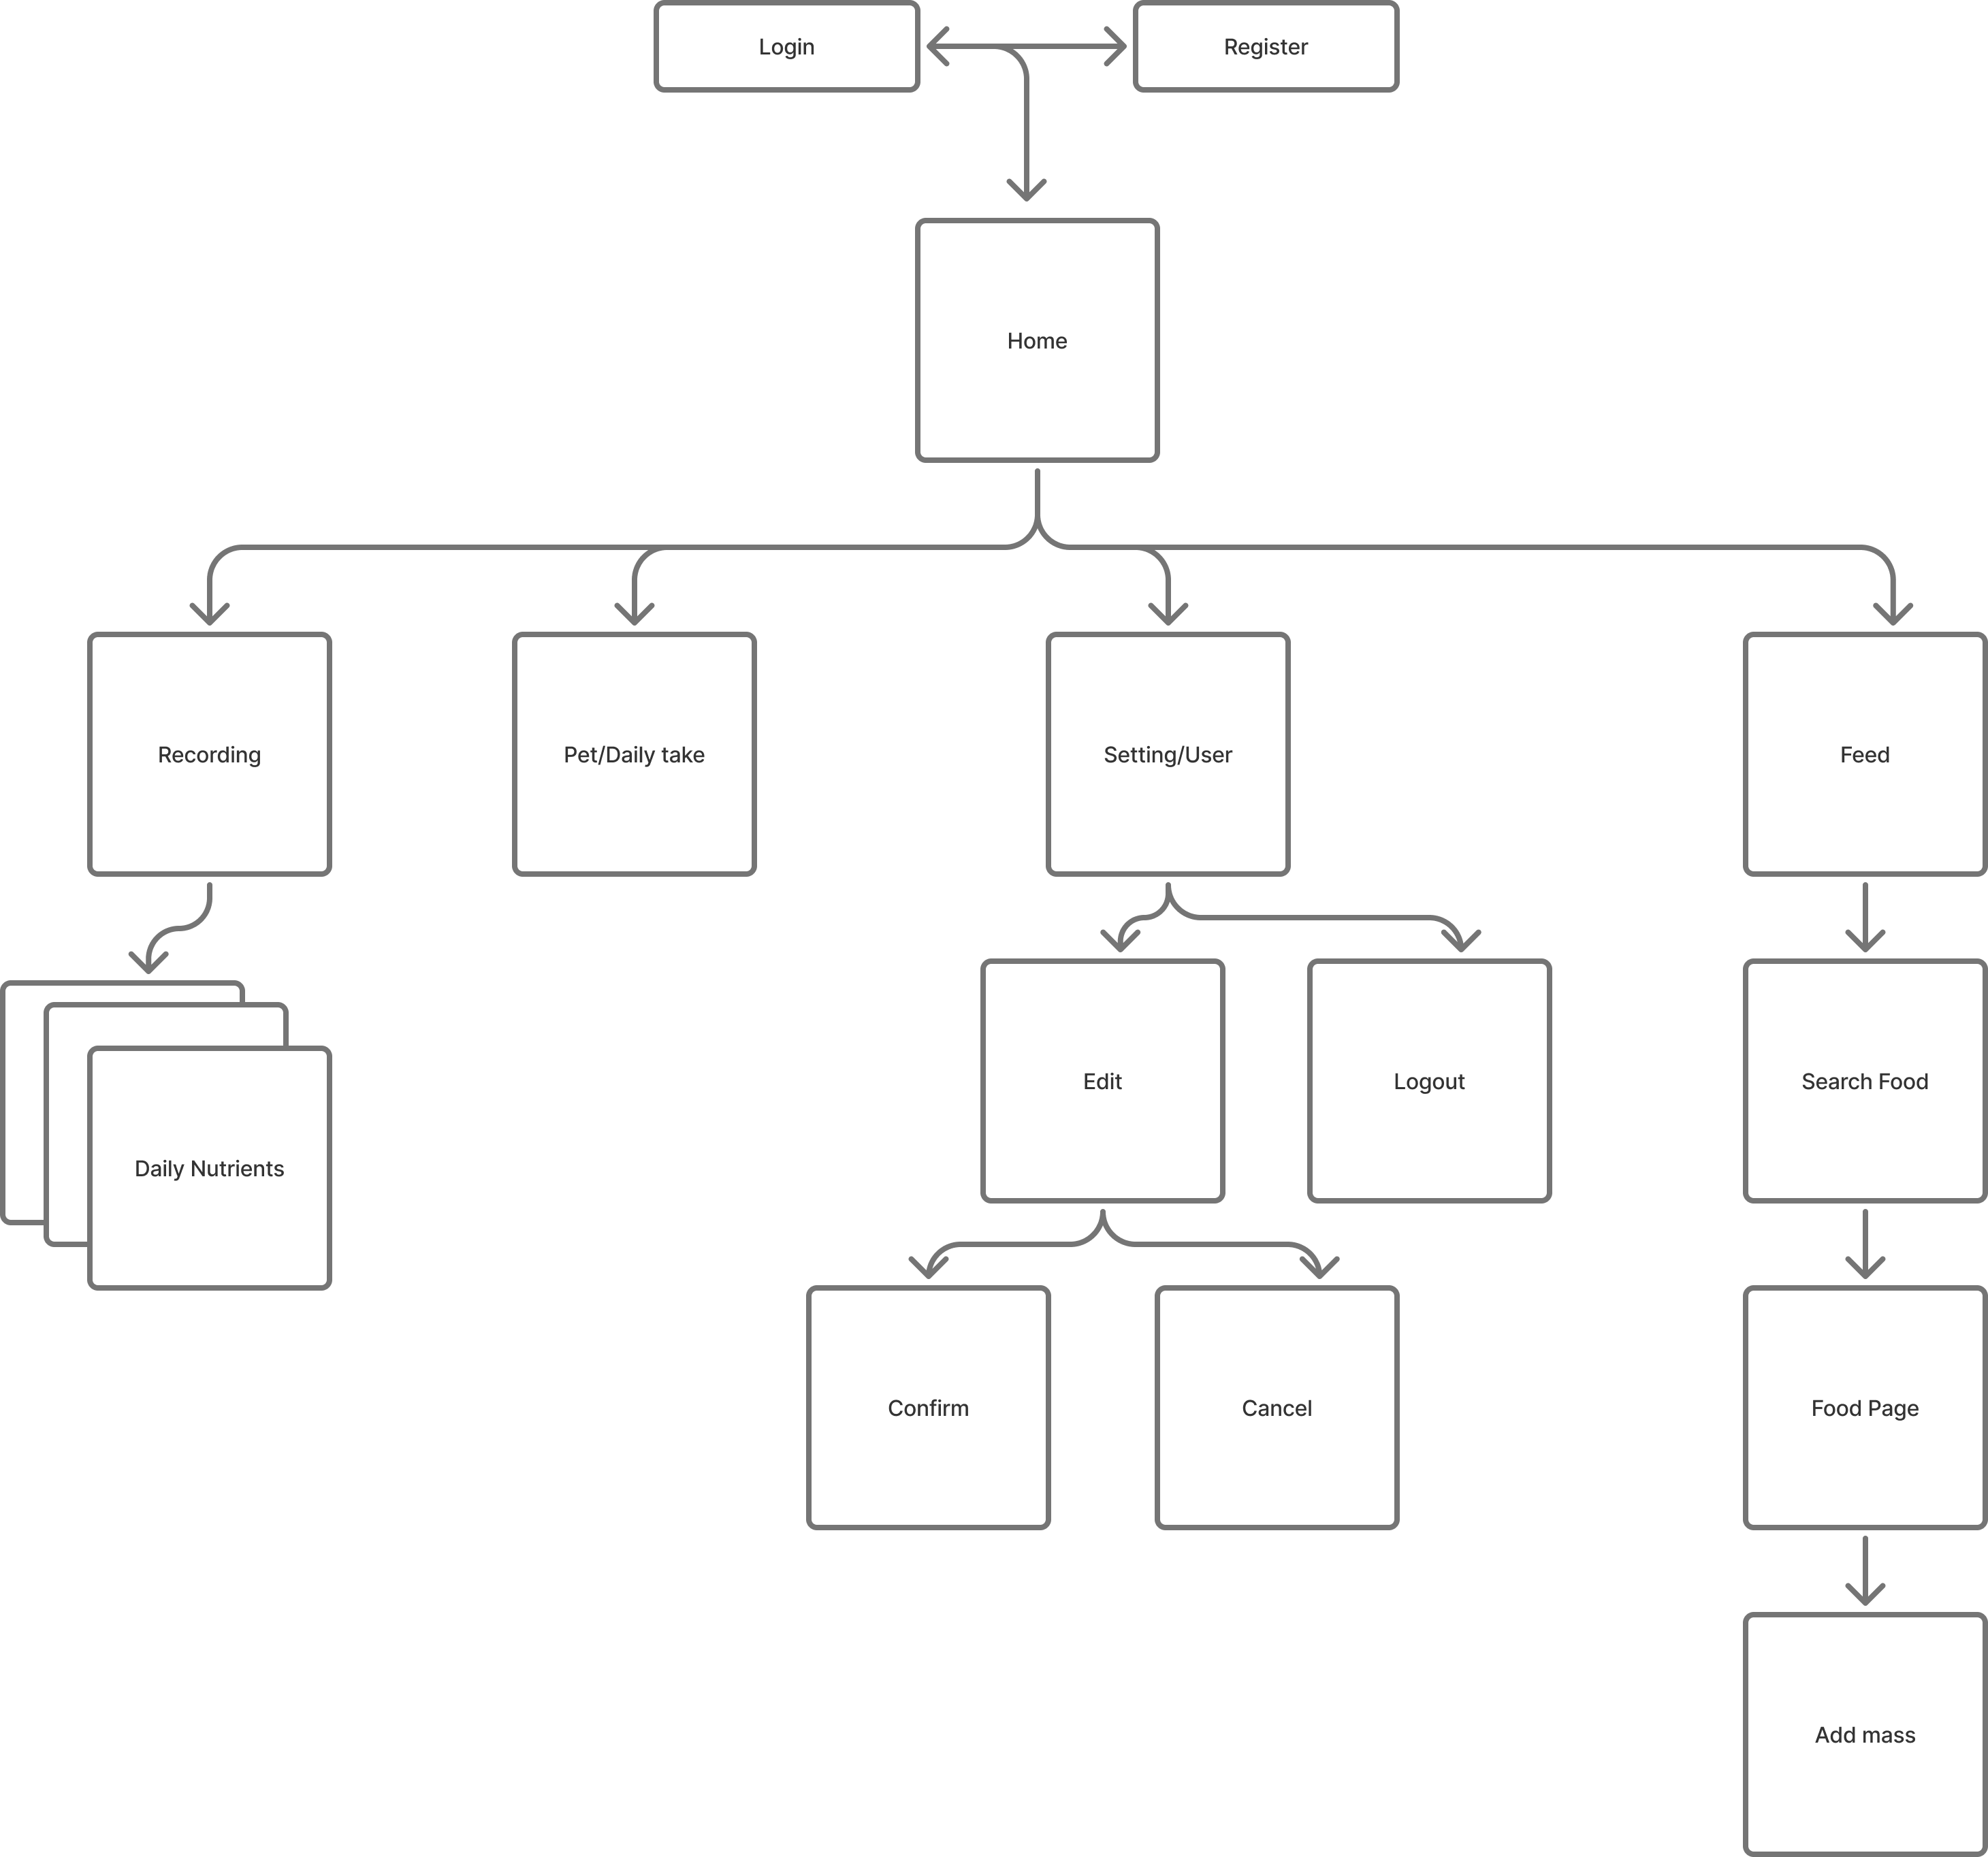 Login
Register
Home
Recording
Pet/Daily take
Setting/User
Feed
Edit
Logout
Search Food
Daily Nutrients
Confirm
Cancel
Food Page
Add mass